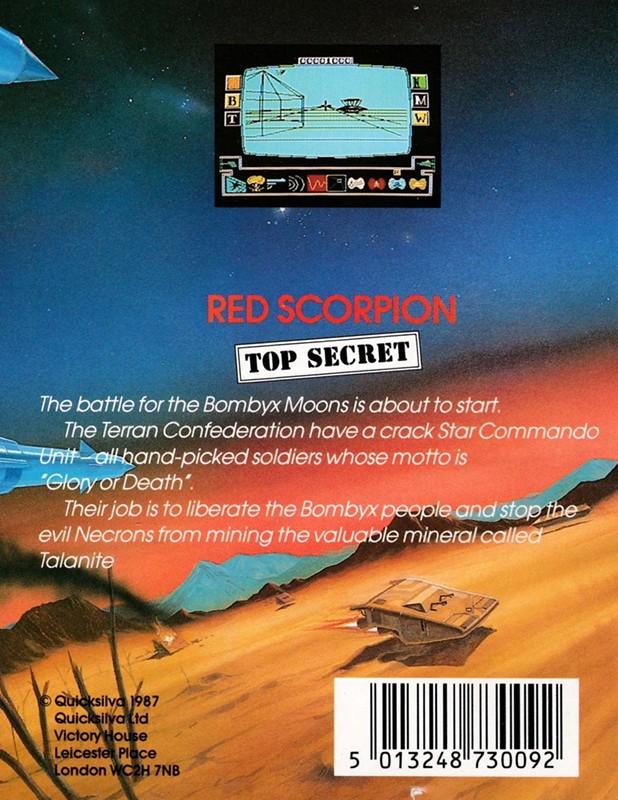 B
T
M
W
RED SCORPION
TOP SECRET
The battle for the Bombyx Moons is about to start.
The Terran Confederation have a crack Star Commando
Unit – all hand-picked soldiers whose motto is
"Glory or Death".
Their job is to liberate the Bombyx people and stop the
evil Necrons from mining the valuable mineral called
Talanite
© Quicksilva 1987
Quicksilva Ltd
Victory House
Leicester Place
London WC2H 7NB
5 013248 730092